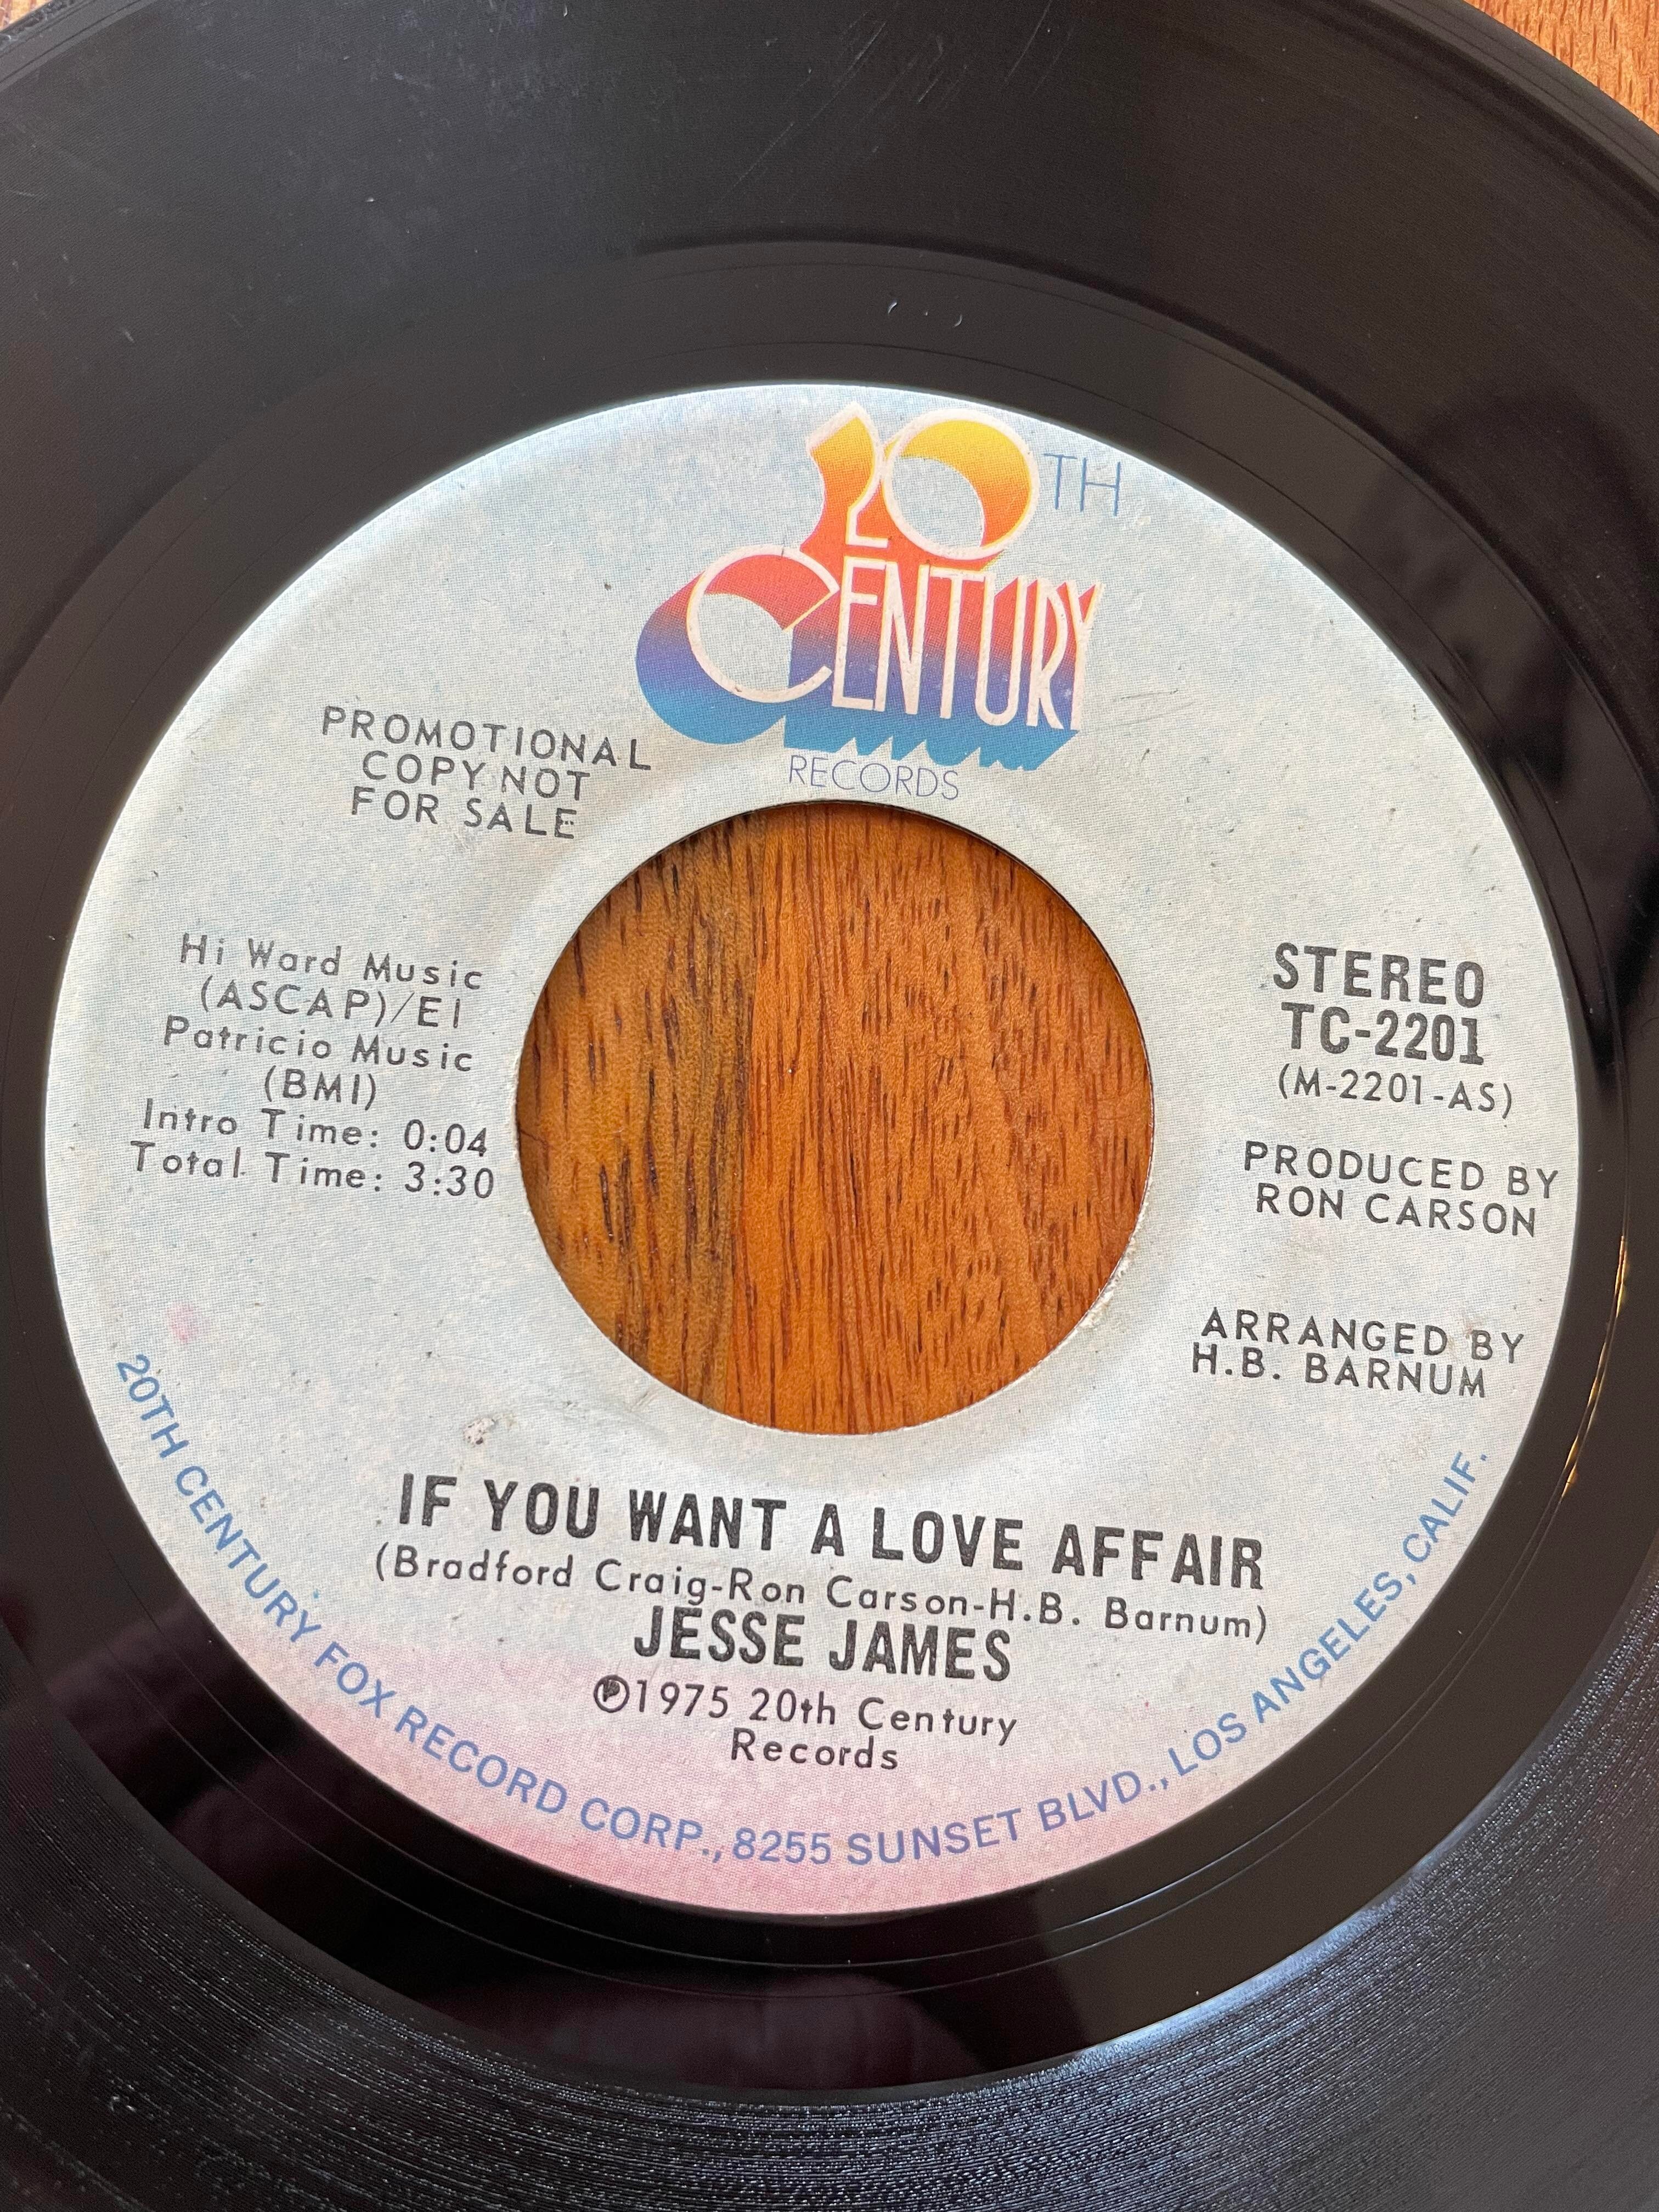 20TH
CENTURY
RECORDS
PROMOTIONAL
COPY NOT
FOR SALE
Hi Ward Music
(ASCAP)/El
Patricio Music
(BMI)
Intro Time: 0:04
Total Time: 3:30
STEREO
TC-2201
(M-2201-AS)
PRODUCED BY
RON CARSON
ARRANGED BY
H.B. BARNUM
IF YOU WANT A LOVE AFFAIR
(Bradford Craig-Ron Carson-H.B. Barnum)
JESSE JAMES
℗1975 20th Century
Records
20TH CENTURY FOX RECORD CORP., 8255 SUNSET BLVD., LOS ANGELES, CALIF.